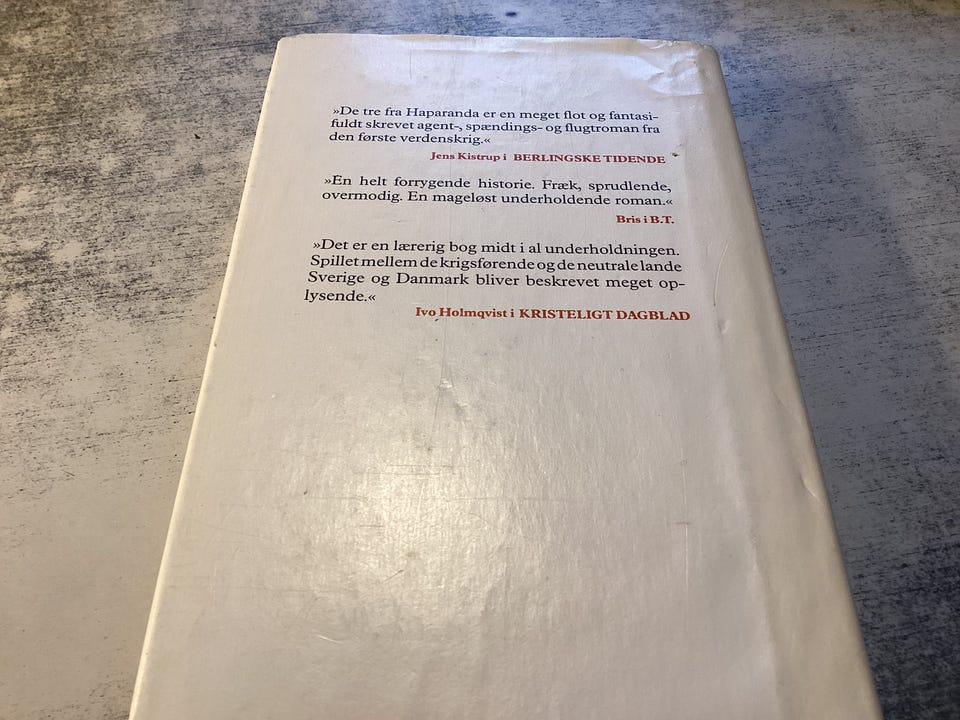 »De tre fra Haparanda er en meget flot og fantasi-
fuldt skrevet agent-, spændings- og flugtroman fra
den første verdenskrig.«
Jens Kistrup i BERLINGSKE TIDENDE
»En helt forrygende historie. Fræk, sprudlende,
overmodig. En mageløst underholdende roman.«
Bris i B.T.
»Det er en lærerig bog midt i al underholdningen.
Spillet mellem de krigsførende og de neutrale lande
Sverige og Danmark bliver beskrevet meget op-
lysende.«
Ivo Holmqvist i KRISTELIGT DAGBLAD